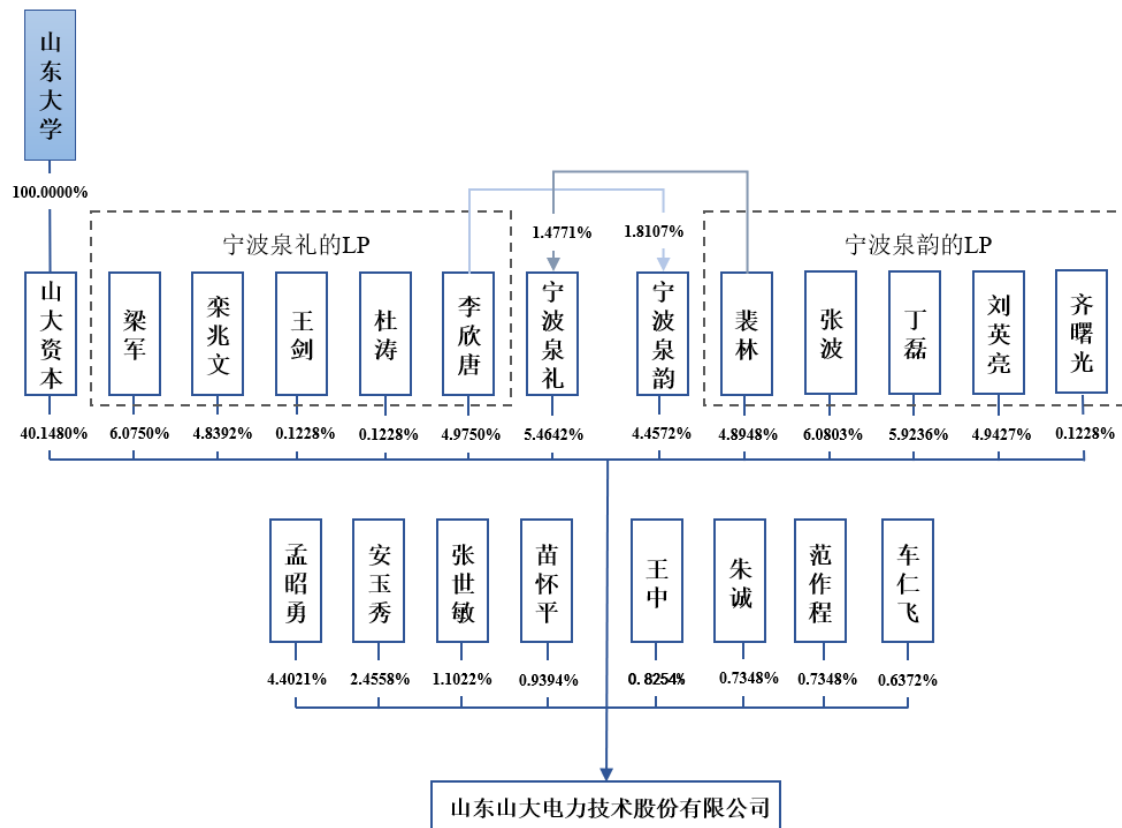 山东大学
100.0000%
1.4771%
1.8107%
宁波泉礼的LP
宁波泉韵的LP
山大资本
梁军
栾兆文
王剑
杜涛
李欣唐
宁波泉礼
宁波泉韵
裴林
张波
丁磊
刘英亮
齐曙光
40.1480%
6.0750%
4.8392%
0.1228%
0.1228%
4.9750%
5.4642%
4.4572%
4.8948%
6.0803%
5.9236%
4.9427%
0.1228%
孟昭勇
安玉秀
张世敏
苗怀平
王中
朱诚
范作程
车仁飞
4.4021%
2.4558%
1.1022%
0.9394%
0.8254%
0.7348%
0.7348%
0.6372%
山东山大电力技术股份有限公司